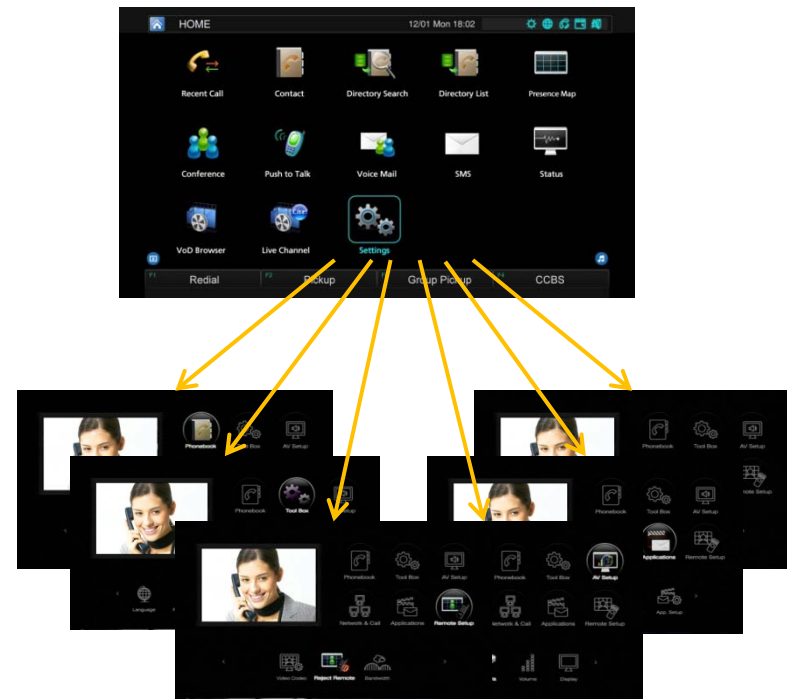 HOME 12/01 Mon 18:02
Recent Call Contact Directory Search Directory List Presence Map
Conference Push to Talk Voice Mail SMS Status
VoD Browser Live Channel Settings
F1 Redial F2 Pickup Group Pickup F4 CCBS
Phonebook Box AV Setup
Phonebook Tool Box AV Setup
Phonebook Tool Box Setup
Phonebook Tool Box AV Setup
ote Setup
Applications Remote Setup
Language
App. Setup
Phonebook Tool Box AV Setup Phonebook Tool Box AV Setup
Network & Call Applications Remote Setup etwork & Call Applications Remote Setup
Video Codec Reject Remote Bandwidth Volume Display